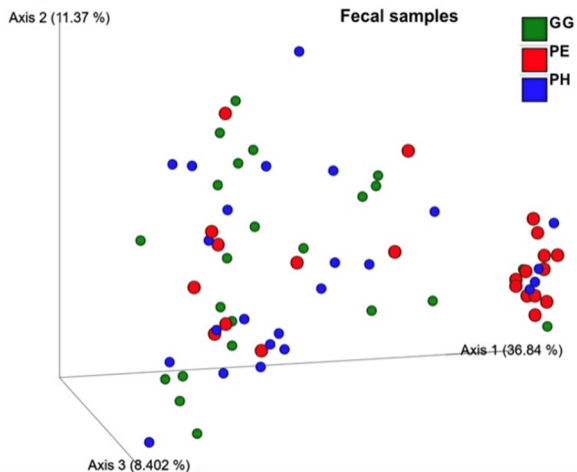 Axis 2 (11.37 %)
Fecal samples
GG
PE
PH
Axis 1 (36.84 %)
Axis 3 (8.402 %)